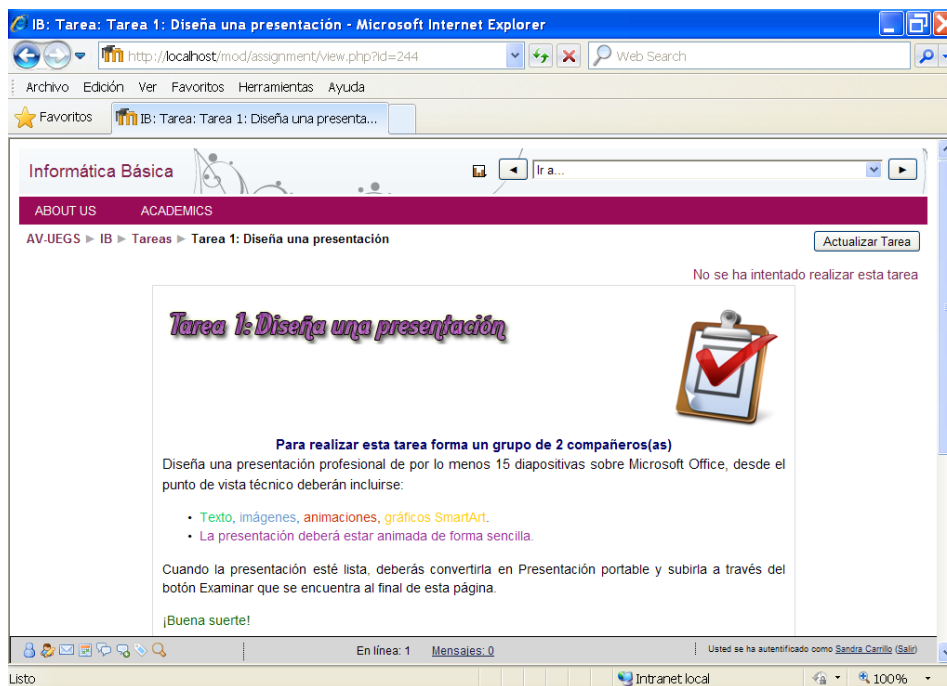 IB: Tarea: Tarea 1: Diseña una presentación - Microsoft Internet Explorer
http://localhost/mod/assignment/view.php?id=244
Web Search
Archivo Edición Ver Favoritos Herramientas Ayuda
Favoritos IB: Tarea: Tarea 1: Diseña una presenta...
Informática Básica
Ir a...
ABOUT US ACADEMICS
AV-UEGS ► IB ► Tareas ► Tarea 1: Diseña una presentación
Actualizar Tarea
No se ha intentado realizar esta tarea
Tarea 1: Diseña una presentación
Para realizar esta tarea forma un grupo de 2 compañeros(as)
Diseña una presentación profesional de por lo menos 15 diapositivas sobre Microsoft Office, desde el
punto de vista técnico deberán incluirse:
• Texto, imágenes, animaciones, gráficos SmartArt.
• La presentación deberá estar animada de forma sencilla.
Cuando la presentación esté lista, deberás convertirla en Presentación portable y subirla a través del
botón Examinar que se encuentra al final de esta página.
¡Buena suerte!
En línea: 1 Mensajes: 0 Usted se ha autentificado como Sandra Carrillo (Salir)
Listo Intranet local 100%